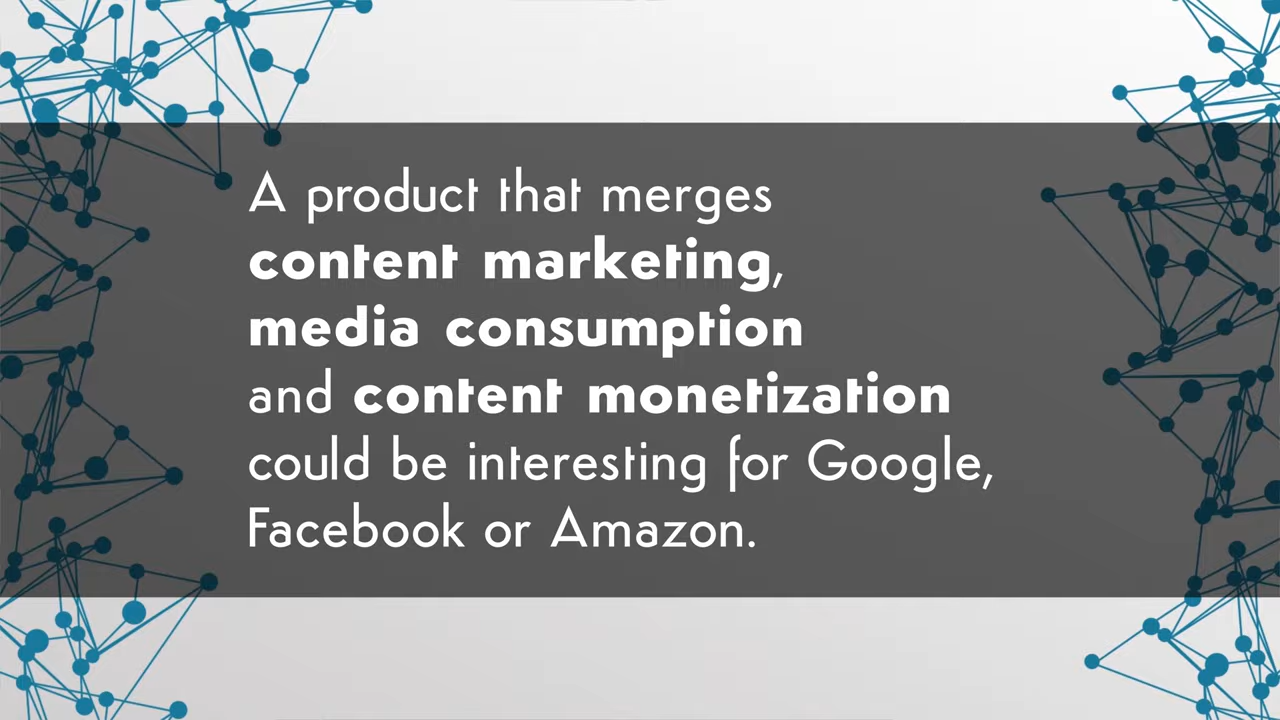 A product that merges
content marketing,
media consumption
and content monetization
could be interesting for Google,
Facebook or Amazon.